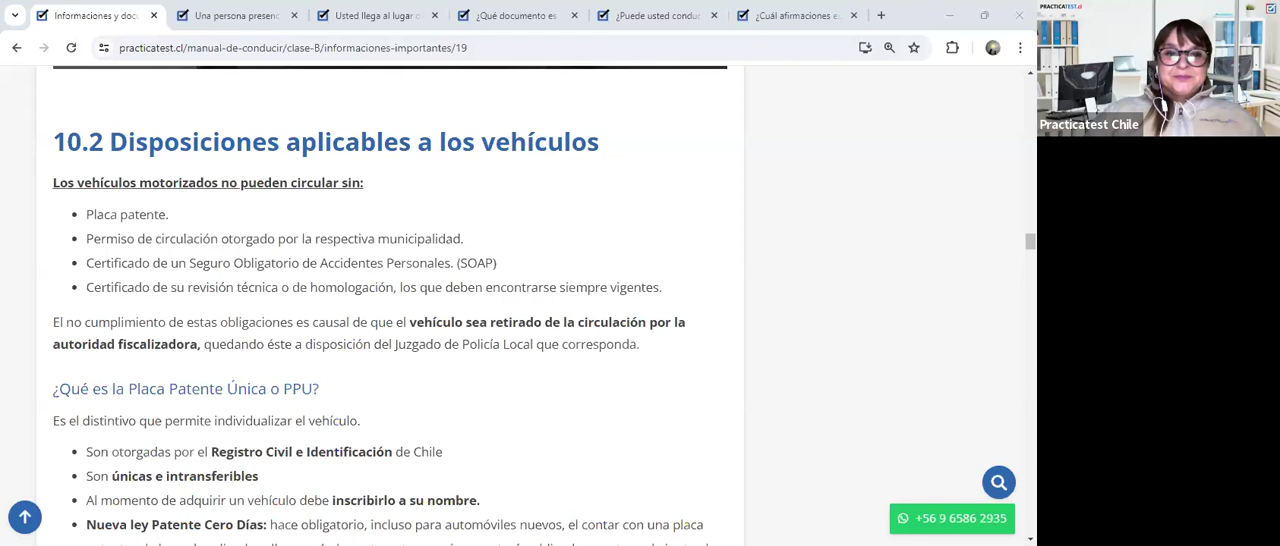 Informaciones y docu
Una persona presenc
Usted llega al lugar o
¿Qué documento es
¿Puede usted conduc
¿Cuál afirmaciones e
practicatest.cl/manual-de-conducir/clase-B/informaciones-importantes/19
PRACTICATEST.cl
Practicatest Chile
10.2 Disposiciones aplicables a los vehículos
Los vehículos motorizados no pueden circular sin:
• Placa patente.
• Permiso de circulación otorgado por la respectiva municipalidad.
• Certificado de un Seguro Obligatorio de Accidentes Personales. (SOAP)
• Certificado de su revisión técnica o de homologación, los que deben encontrarse siempre vigentes.
El no cumplimiento de estas obligaciones es causal de que el vehículo sea retirado de la circulación por la
autoridad fiscalizadora, quedando éste a disposición del Juzgado de Policía Local que corresponda.
¿Qué es la Placa Patente Única o PPU?
Es el distintivo que permite individualizar el vehículo.
• Son otorgadas por el Registro Civil e Identificación de Chile
• Son únicas e intransferibles
• Al momento de adquirir un vehículo debe inscribirlo a su nombre.
• Nueva ley Patente Cero Días: hace obligatorio, incluso para automóviles nuevos, el contar con una placa
+56 9 6586 2935